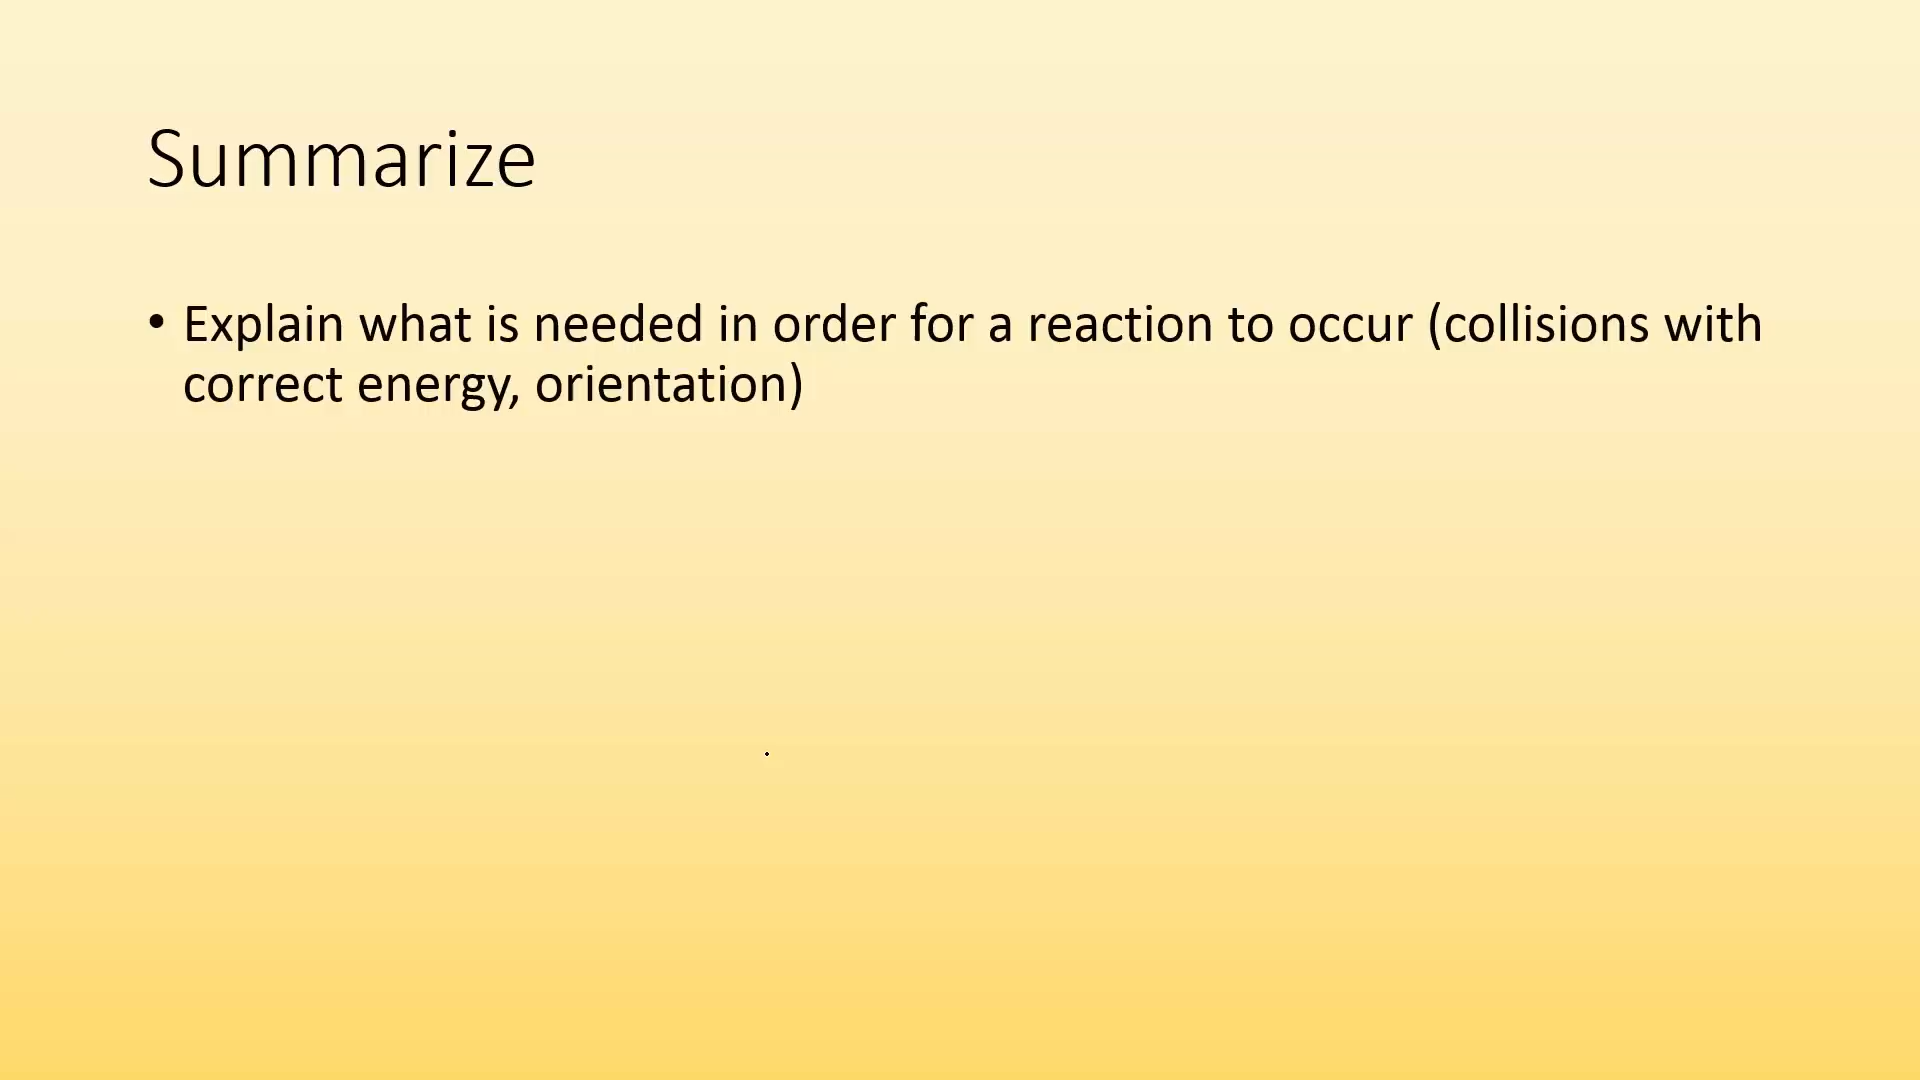 Summarize
• Explain what is needed in order for a reaction to occur (collisions with
correct energy, orientation)